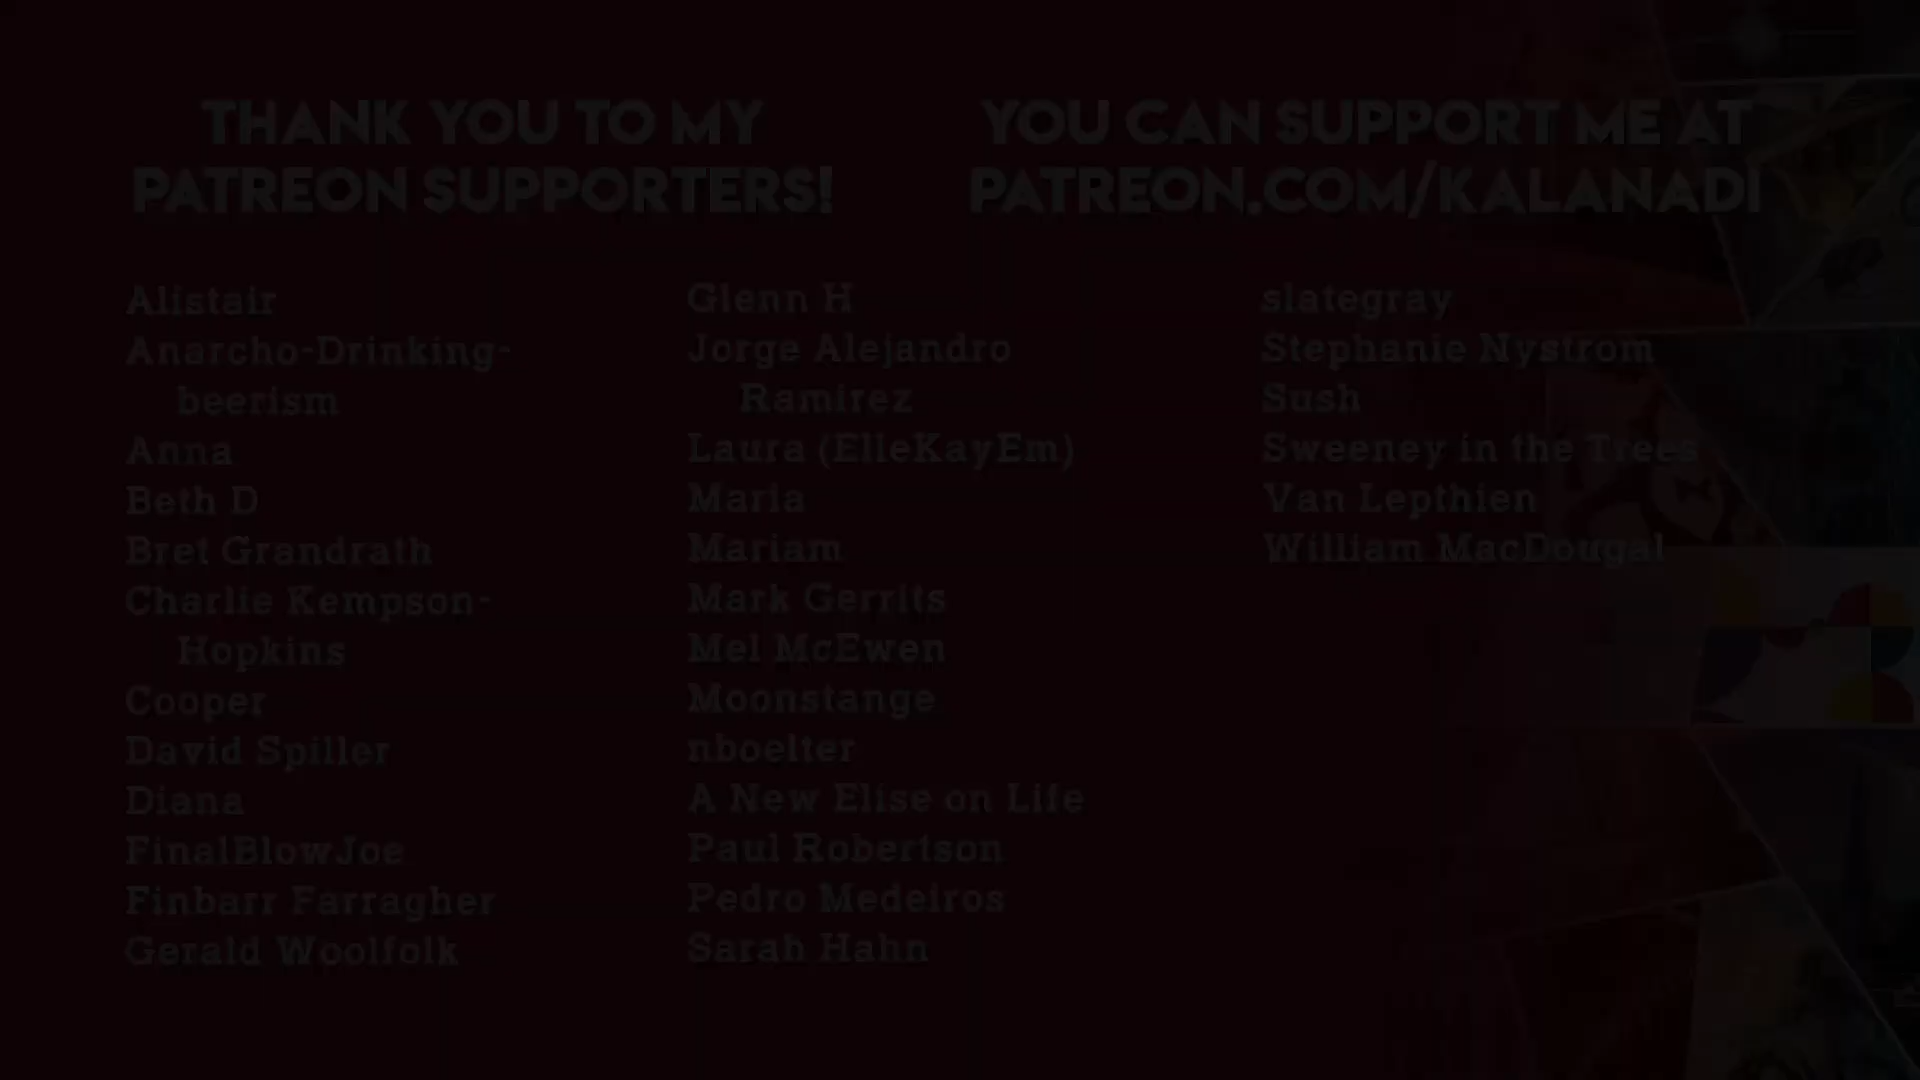 THANK YOU TO MY
PATREON SUPPORTERS!
YOU CAN SUPPORT ME AT
PATREON.COM/KALANADI
Alistair
Anarcho-Drinking-
beerism
Anna
Beth D
Bret Grandrath
Charlie Kempson-
Hopkins
Cooper
David Spiller
Diana
FinalBlowJoe
Finbarr Farragher
Gerald Woolfolk
Glenn H
Jorge Alejandro
Ramirez
Laura (ElleKayEm)
Maria
Mariam
Mark Gerrits
Mel McEwen
Moonstange
nboelter
A New Elise on Life
Paul Robertson
Pedro Medeiros
Sarah Hahn
slategray
Stephanie Nystrom
Sush
Sweeney in the Trees
Van Lepthien
William MacDougal